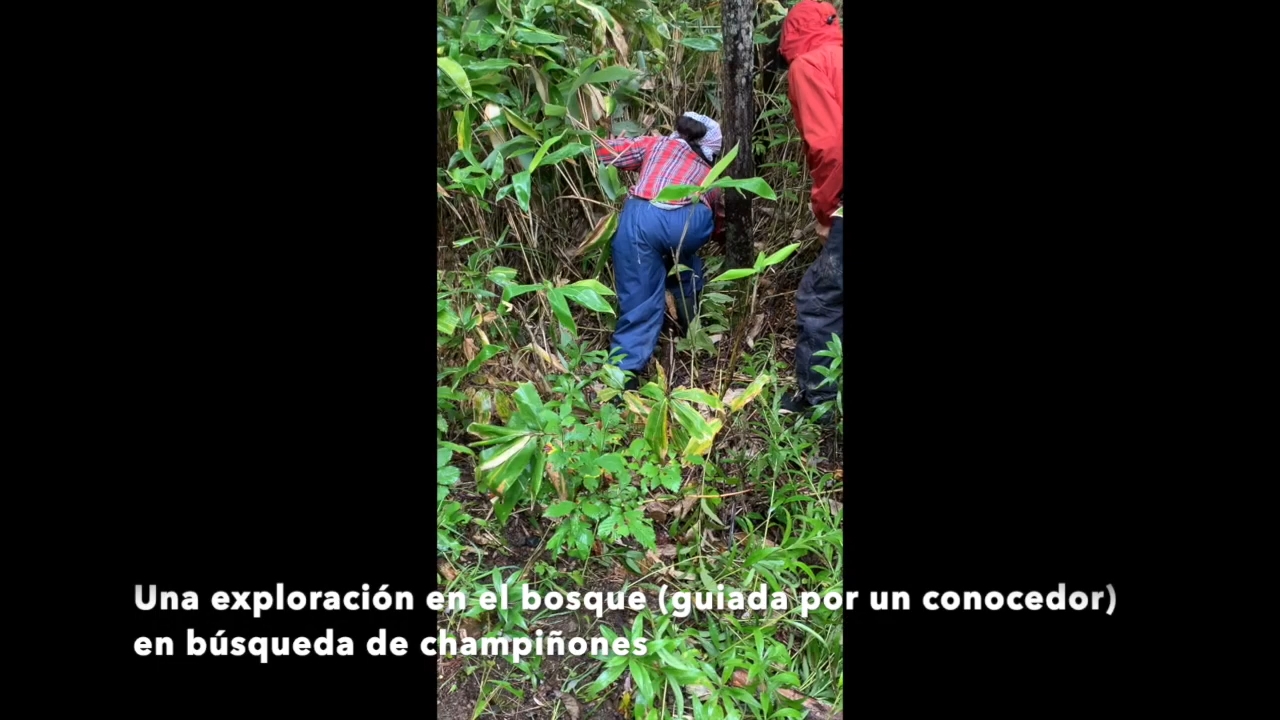 Una exploración en el bosque (guiada por un conocedor)
en búsqueda de champiñones